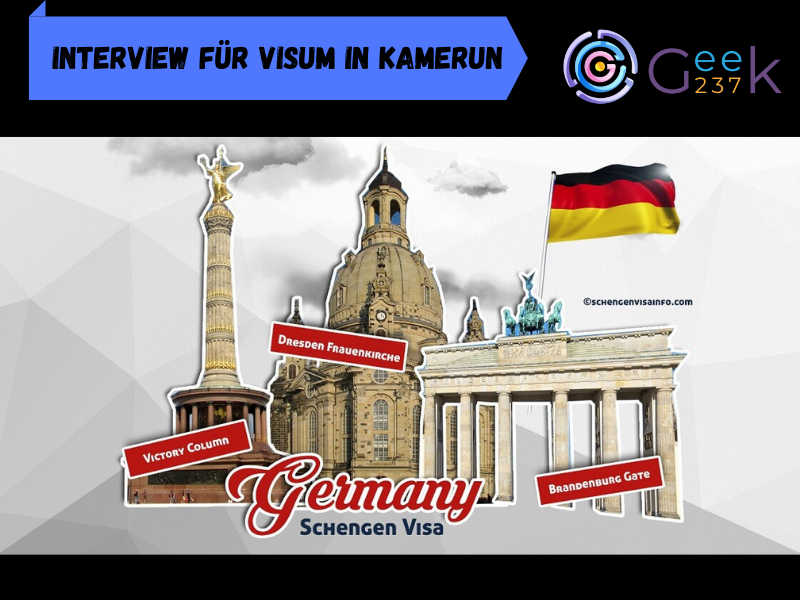 INTERVIEW FÜR VISUM IN KAMERUN
Geek
237
©schengenvisainfo.com
Dresden Frauenkirche
Victory Column
Brandenburg Gate
Germany
Schengen Visa